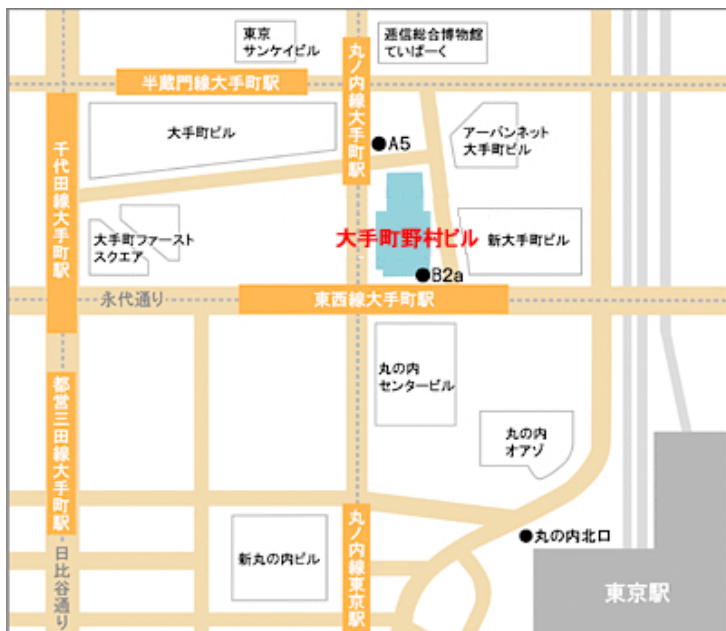 東京
サンケイビル
逓信総合博物館
ていぱーく
丸ノ内線大手町駅
半蔵門線大手町駅
大手町ビル
A5
アーバンネット
大手町ビル
千代田線大手町駅
大手町ファースト
スクエア
大手町野村ビル
新大手町ビル
B2a
永代通り
東西線大手町駅
丸の内
センタービル
都営三田線大手町駅
丸の内
オアゾ
丸ノ内線東京駅
丸の内北口
新丸の内ビル
日比谷通り
東京駅